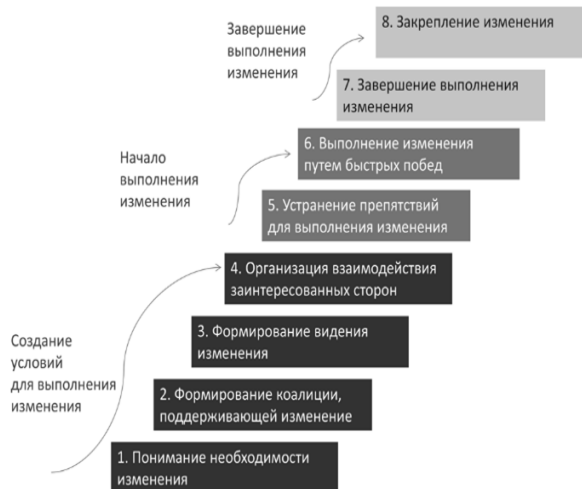 Завершение
выполнения
изменения
8. Закрепление изменения
7. Завершение выполнения
изменения
Начало
выполнения
изменения
6. Выполнение изменения
путем быстрых побед
5. Устранение препятствий
для выполнения изменения
4. Организация взаимодействия
заинтересованных сторон
Создание
условий
для выполнения
изменения
3. Формирование видения
изменения
2. Формирование коалиции,
поддерживающей изменение
1. Понимание необходимости
изменения